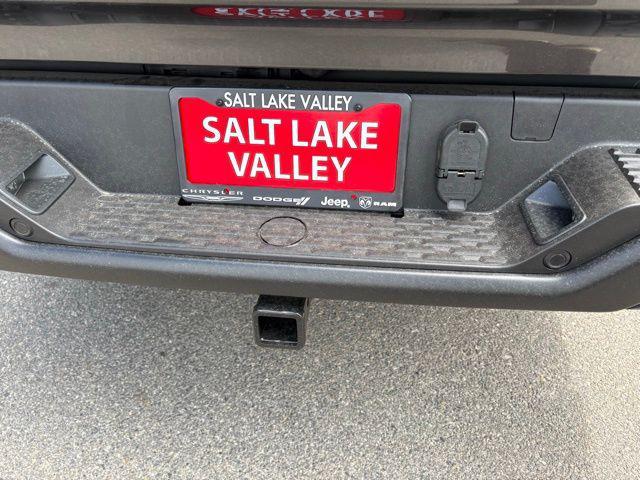 SALT LAKE VALLEY
SALT LAKE
VALLEY
CHRYSLER DODGE Jeep RAM